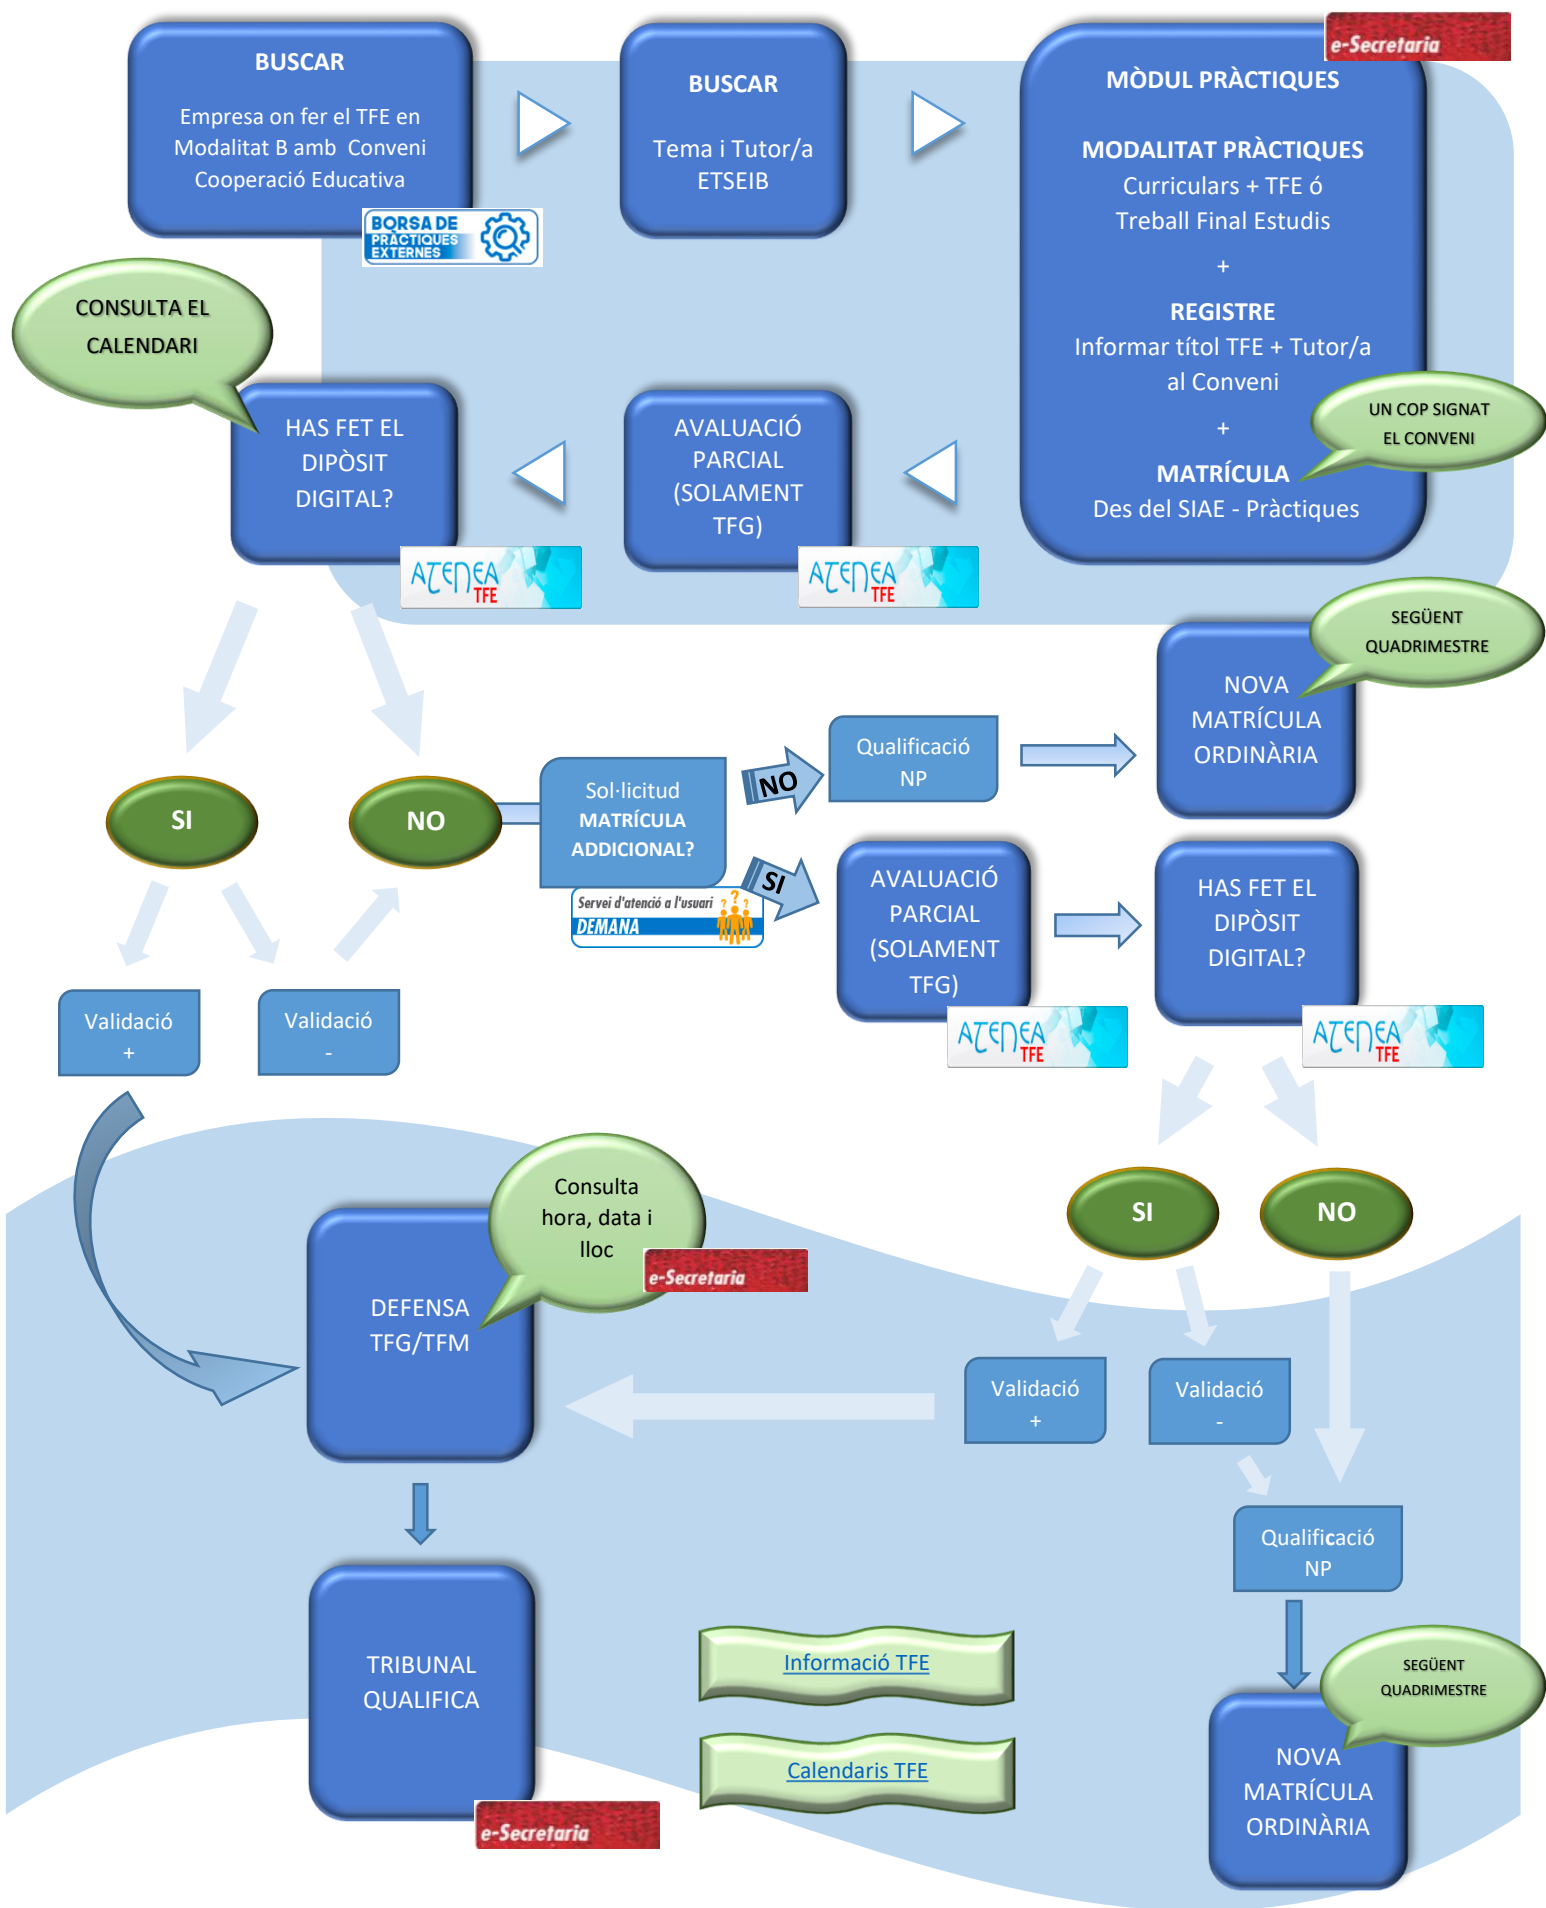 BUSCAR
Empresa on fer el TFE en
Modalitat B amb Conveni
Cooperació Educativa
BORSA DE
PRÀCTIQUES
EXTERNES
BUSCAR
Tema i Tutor/a
ETSEIB
e-Secretaria
MÒDUL PRÀCTIQUES
MODALITAT PRÀCTIQUES
Curriculars + TFE ó
Treball Final Estudis
+
REGISTRE
Informar títol TFE + Tutor/a
al Conveni
+
MATRÍCULA
Des del SIAE - Pràctiques
UN COP SIGNAT
EL CONVENI
CONSULTA EL
CALENDARI
HAS FET EL
DIPÒSIT
DIGITAL?
ATENEA
TFE
AVALUACIÓ
PARCIAL
(SOLAMENT
TFG)
ATENEA
TFE
SEGÜENT
QUADRIMESTRE
NOVA
MATRÍCULA
ORDINÀRIA
SI
NO
Sol·licitud
MATRÍCULA
ADDICIONAL?
Servei d'atenció a l'usuari
DEMANA
NO
Qualificació
NP
SI
AVALUACIÓ
PARCIAL
(SOLAMENT
TFG)
ATENEA
TFE
HAS FET EL
DIPÒSIT
DIGITAL?
ATENEA
TFE
Validació
+
Validació
-
SI
NO
Consulta
hora, data i
lloc
e-Secretaria
DEFENSA
TFG/TFM
Validació
+
Validació
-
Qualificació
NP
TRIBUNAL
QUALIFICA
e-Secretaria
Informació TFE
Calendaris TFE
SEGÜENT
QUADRIMESTRE
NOVA
MATRÍCULA
ORDINÀRIA